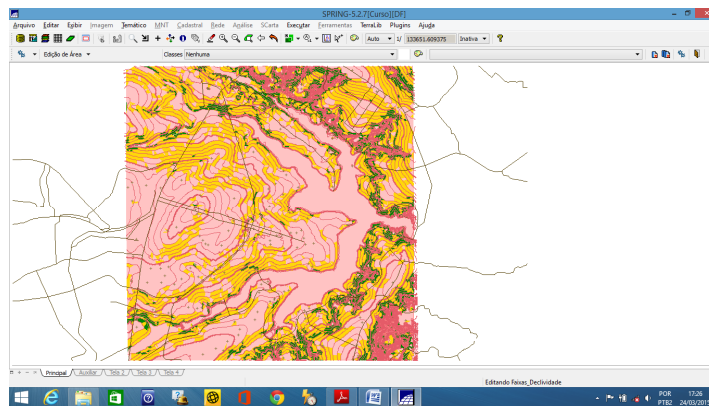 SPRING-5.2.7[Curso][DF]
Arquivo Editar Exibir Imagem Temático MNT Cadastral Rede Análise SCarta Executar Ferramentas TerraLib Plugins Ajuda
Auto 1/ 133651.609375 Inativa
Edição de Área Classes Nenhuma
Principal Auxiliar Tela 2 Tela 3 Tela 4
Editando Faixas_Declividade
POR 17:26
PTB2 24/03/2015